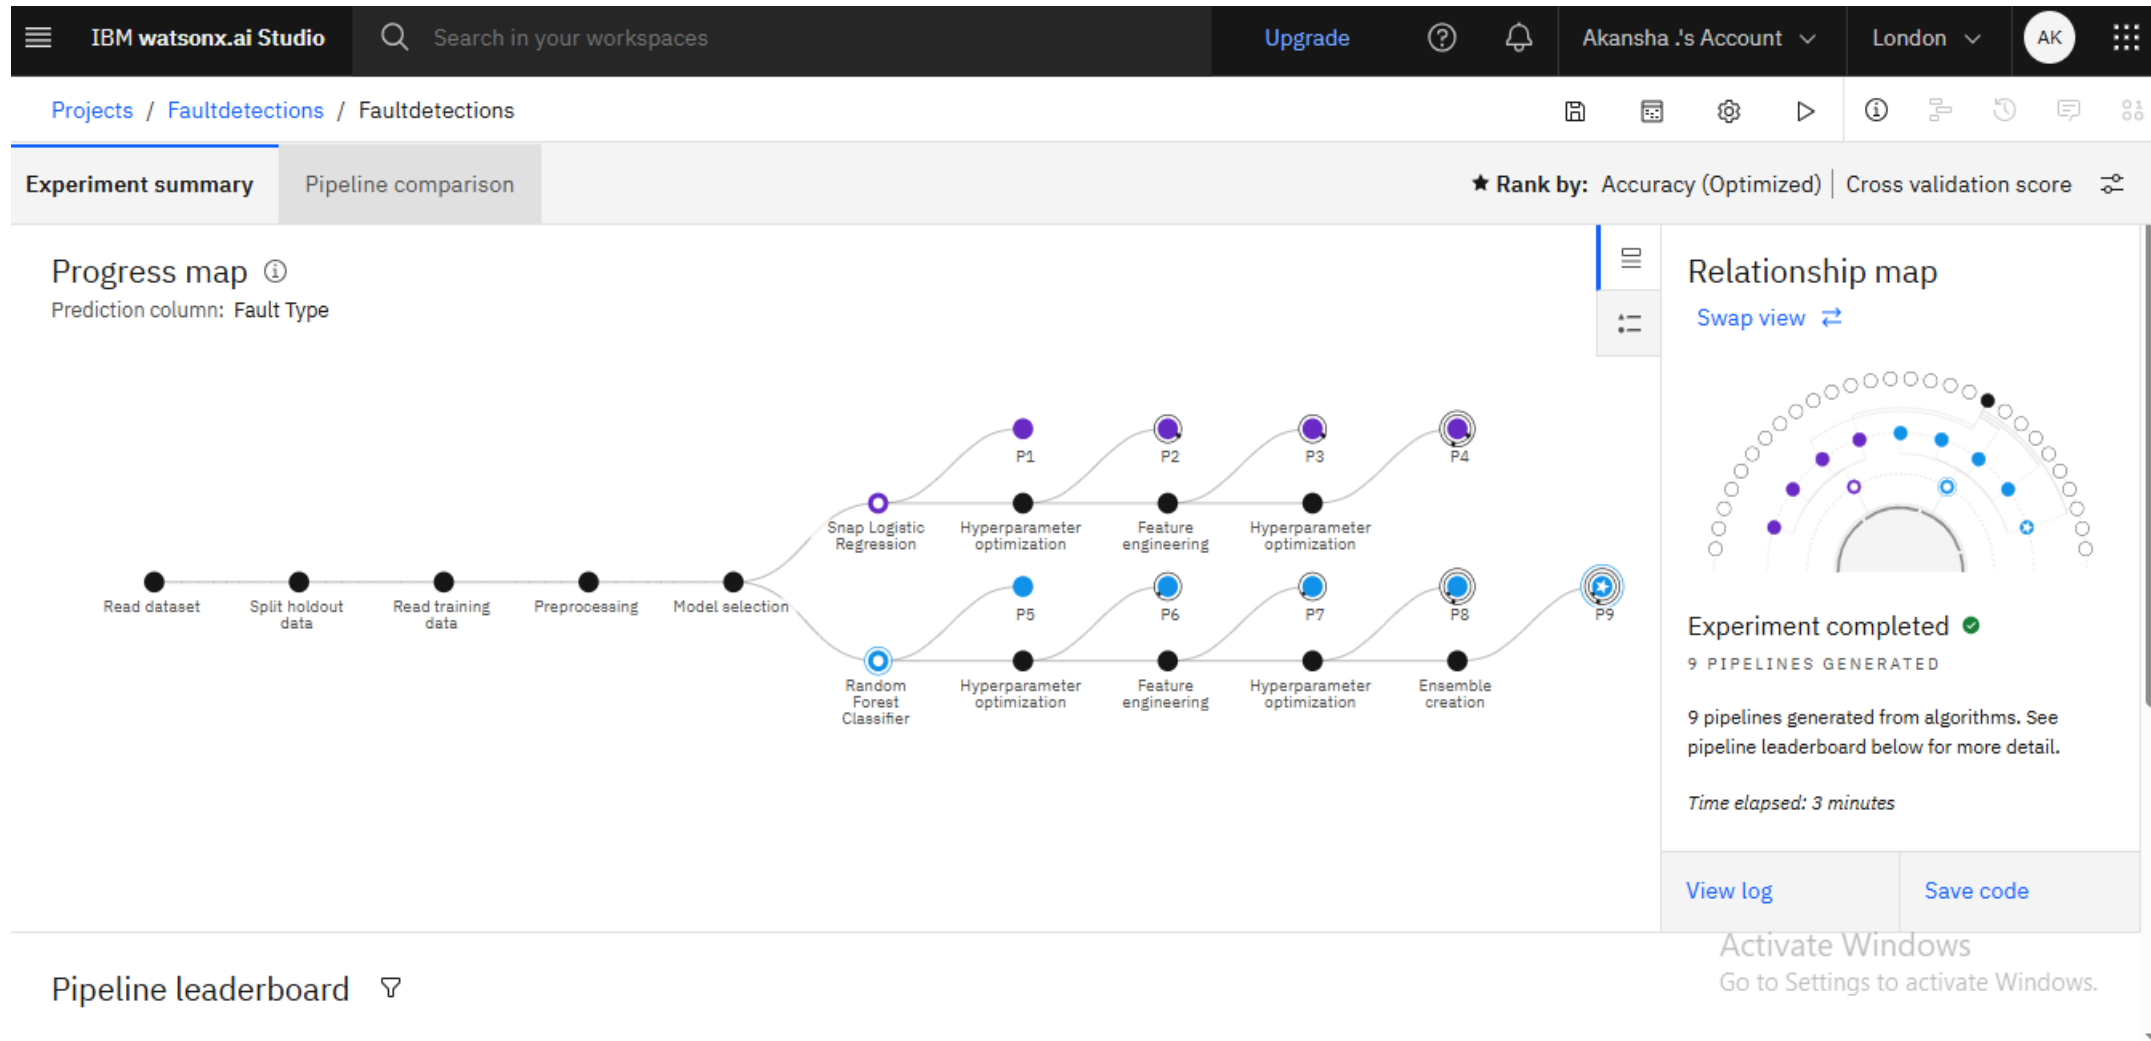 IBM watsonx.ai Studio
Search in your workspaces
Upgrade
Akansha .'s Account
London
AK
Projects / Faultdetections / Faultdetections
Experiment summary
Pipeline comparison
Rank by: Accuracy (Optimized) | Cross validation score
Progress map
Prediction column: Fault Type
P1
P2
P3
P4
Snap Logistic
Regression
Hyperparameter
optimization
Feature
engineering
Hyperparameter
optimization
Read dataset
Split holdout
data
Read training
data
Preprocessing
Model selection
P5
P6
P7
P8
P9
Random
Forest
Classifier
Hyperparameter
optimization
Feature
engineering
Hyperparameter
optimization
Ensemble
creation
Relationship map
Swap view
Experiment completed
9 PIPELINES GENERATED
9 pipelines generated from algorithms. See
pipeline leaderboard below for more detail.
Time elapsed: 3 minutes
View log
Save code
Pipeline leaderboard
Activate Windows
Go to Settings to activate Windows.